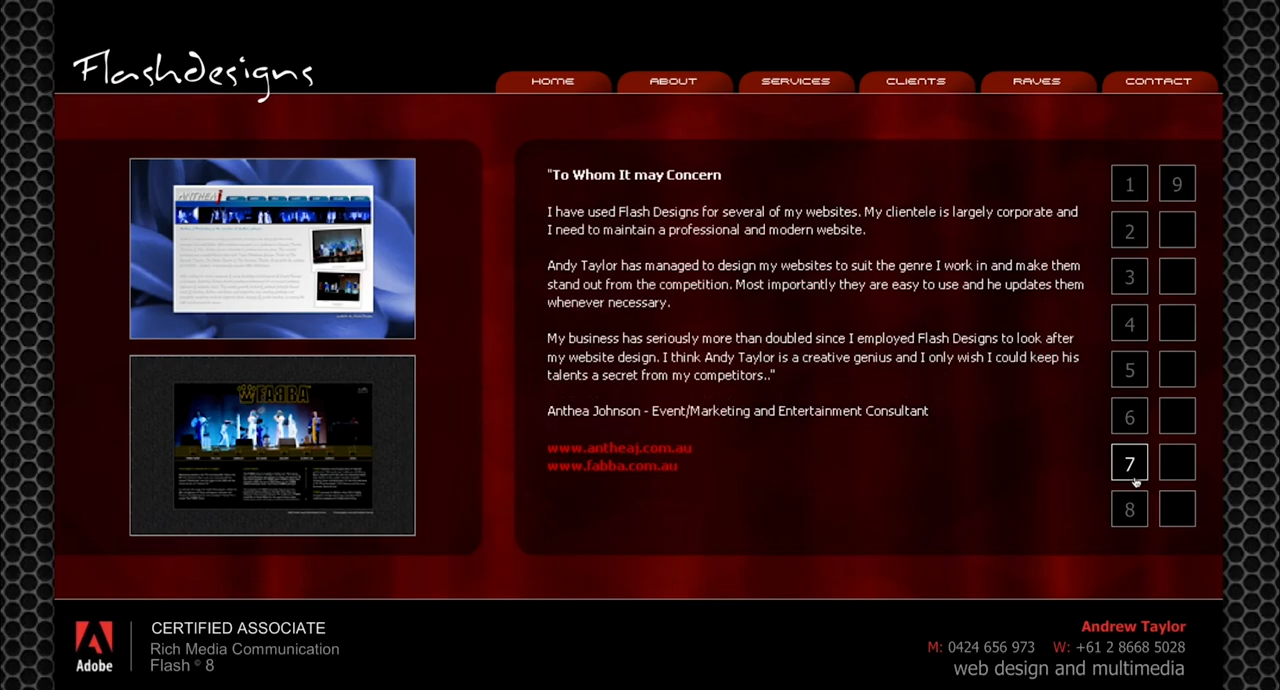 Flashdesigns
HOME
ABOUT
SERVICES
CLIENTS
RAVES
CONTACT
ANTHEA
FABBA
"To Whom It may Concern
I have used Flash Designs for several of my websites. My clientele is largely corporate and
I need to maintain a professional and modern website.
Andy Taylor has managed to design my websites to suit the genre I work in and make them
stand out from the competition. Most importantly they are easy to use and he updates them
whenever necessary.
My business has seriously more than doubled since I employed Flash Designs to look after
my website design. I think Andy Taylor is a creative genius and I only wish I could keep his
talents a secret from my competitors.."
Anthea Johnson - Event/Marketing and Entertainment Consultant
www.antheaj.com.au
www.fabba.com.au
1 9
2
3
4
5
6
7
8
Adobe
CERTIFIED ASSOCIATE
Rich Media Communication
Flash © 8
Andrew Taylor
M: 0424 656 973 W: +61 2 8668 5028
web design and multimedia